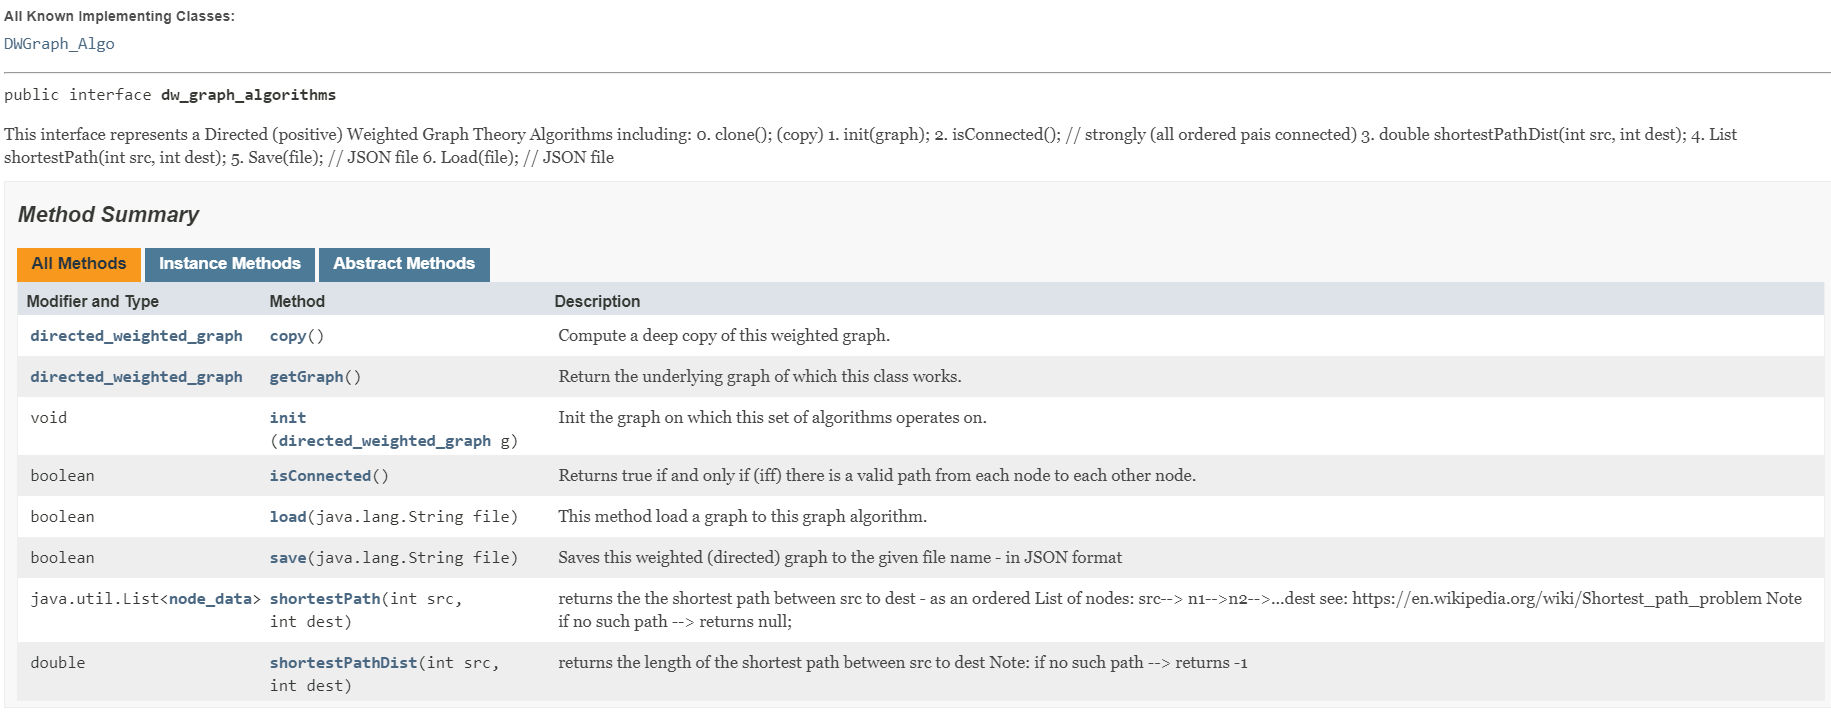 All Known Implementing Classes:
DWGraph_Algo
public interface dw_graph_algorithms
This interface represents a Directed (positive) Weighted Graph Theory Algorithms including: 0. clone(); (copy) 1. init(graph); 2. isConnected(); // strongly (all ordered pais connected) 3. double shortestPathDist(int src, int dest); 4. List
shortestPath(int src, int dest); 5. Save(file); // JSON file 6. Load(file); // JSON file
Method Summary
All Methods Instance Methods Abstract Methods
Modifier and Type Method Description
directed_weighted_graph copy() Compute a deep copy of this weighted graph.
directed_weighted_graph getGraph() Return the underlying graph of which this class works.
void init Init the graph on which this set of algorithms operates on.
(directed_weighted_graph g)
boolean isConnected() Returns true if and only if (iff) there is a valid path from each node to each other node.
boolean load(java.lang.String file) This method load a graph to this graph algorithm.
boolean save(java.lang.String file) Saves this weighted (directed) graph to the given file name - in JSON format
java.util.List<node_data> shortestPath(int src, returns the the shortest path between src to dest - as an ordered List of nodes: src--> n1-->n2-->...dest see: https://en.wikipedia.org/wiki/Shortest_path_problem Note
int dest) if no such path --> returns null;
double shortestPathDist(int src, returns the length of the shortest path between src to dest Note: if no such path --> returns -1
int dest)